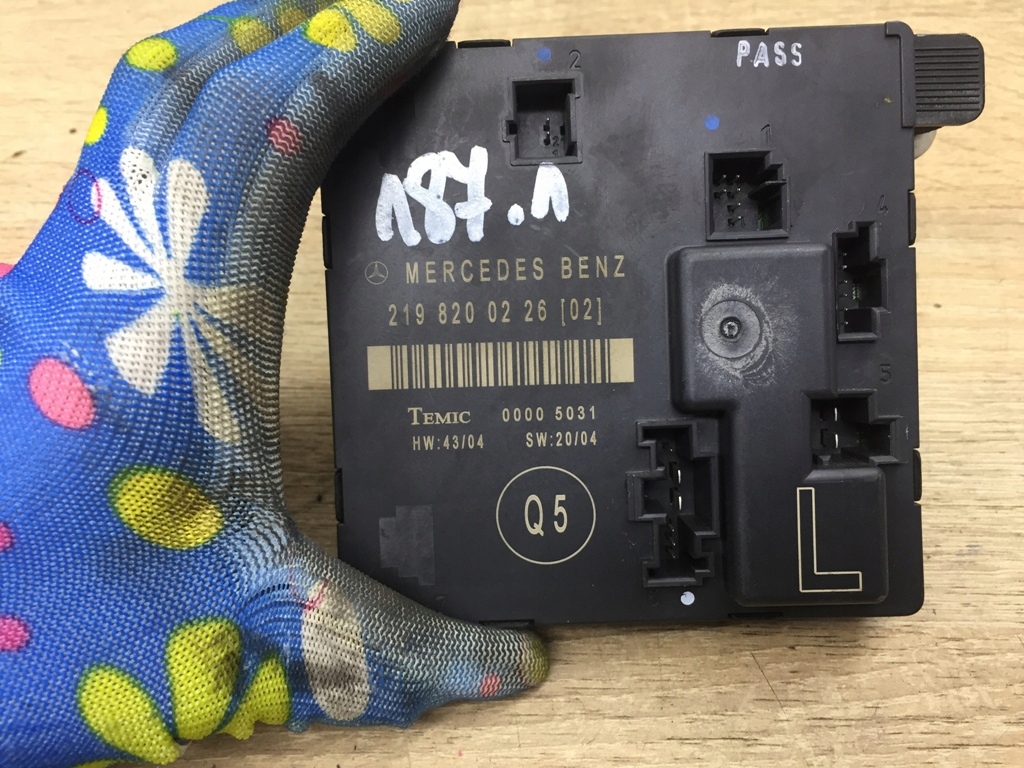 PASS
2
1
187.1
4
MERCEDES BENZ
219 820 02 26 [02]
5
TEMIC 0000 5031
HW:43/04 SW:20/04
Q5
L